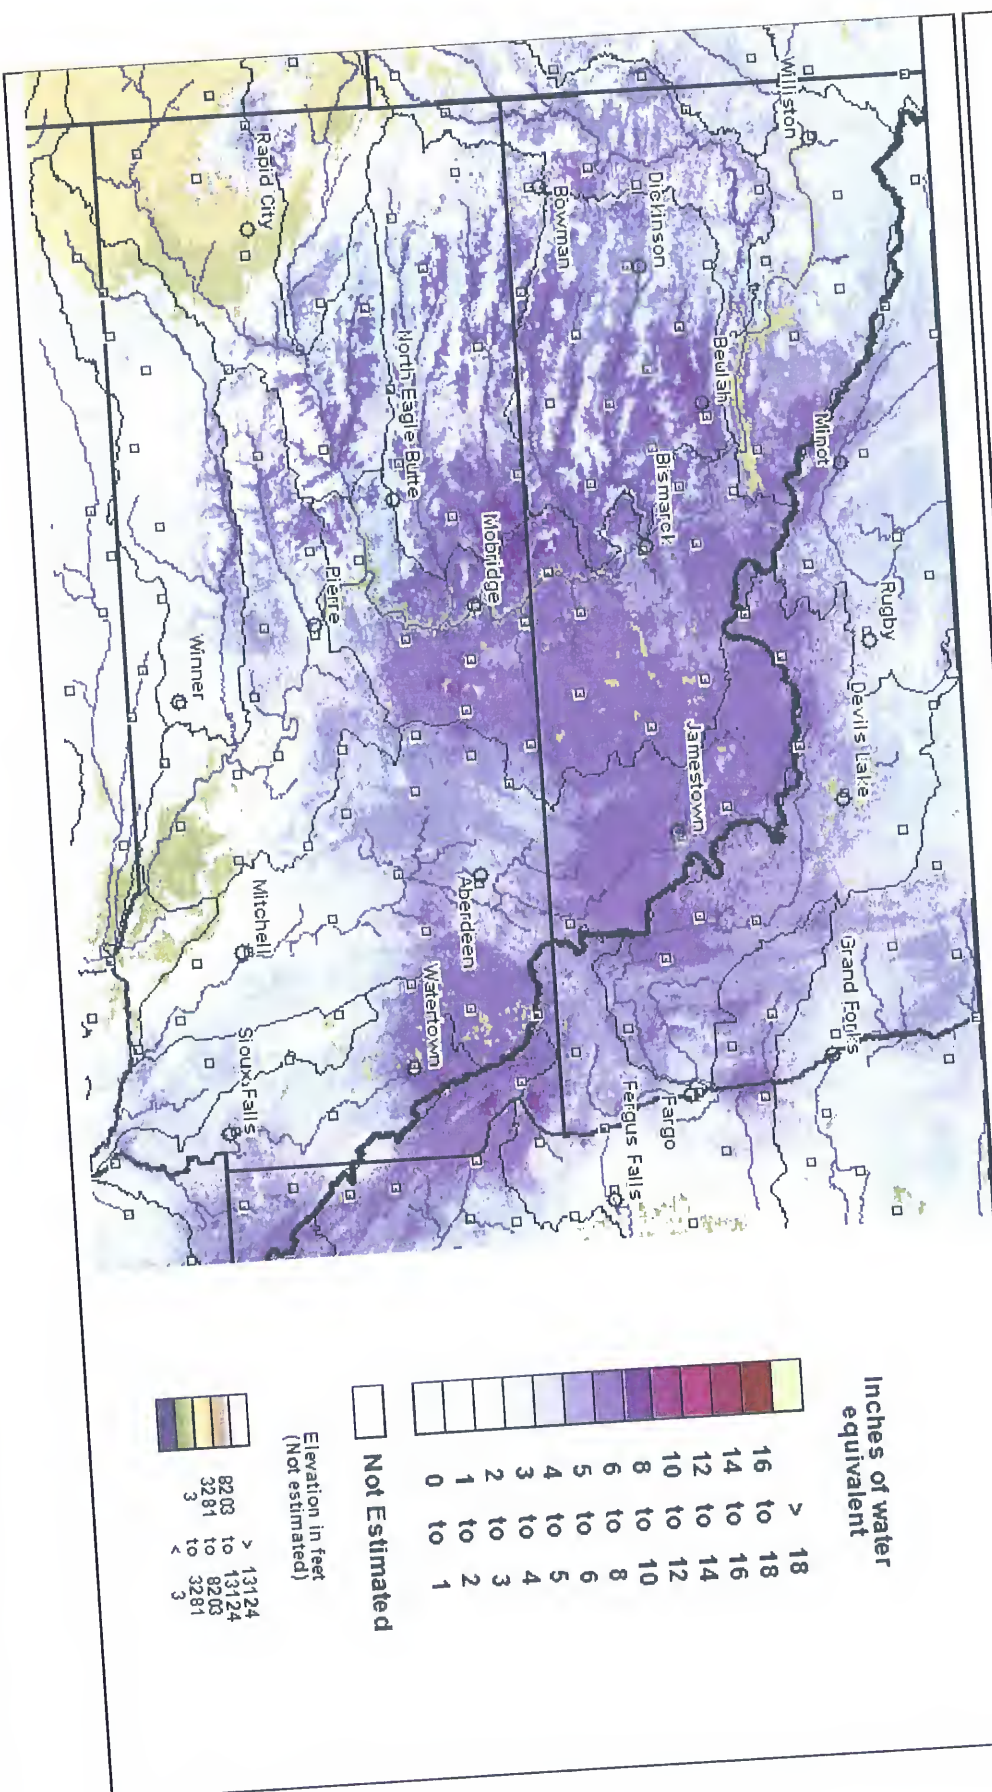 Williston
Minot
Rugby
Devils Lake
Grand Forks
Dickinson
Beulah
Bismarck
Jamestown
Fargo
Fergus Falls
Bowman
Mobridge
Aberdeen
Watertown
North Eagle Butte
Pierre
Rapid City
Winner
Mitchell
Sioux Falls
Inches of water
equivalent
> 18
16 to 18
14 to 16
12 to 14
10 to 12
8 to 10
6 to 8
5 to 6
4 to 5
3 to 4
2 to 3
1 to 2
0 to 1
Not Estimated
Elevation in feet
(Not estimated)
> 13124
8203 to 13124
3281 to 8203
3 to 3281
< 3